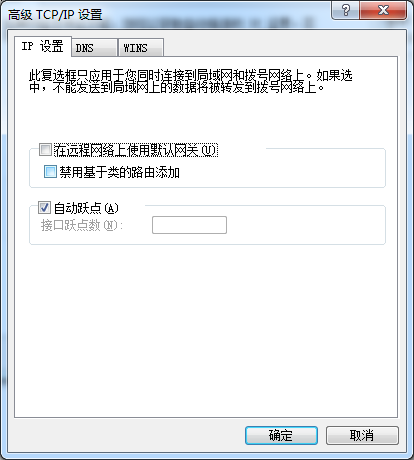 高级 TCP/IP 设置
IP 设置 DNS WINS
此复选框只应用于您同时连接到局域网和拨号网络上。如果选
中，不能发送到局域网上的数据将被转发到拨号网络上。
在远程网络上使用默认网关(U)
禁用基于类的路由添加
自动跃点(A)
接口跃点数(N):
确定 取消